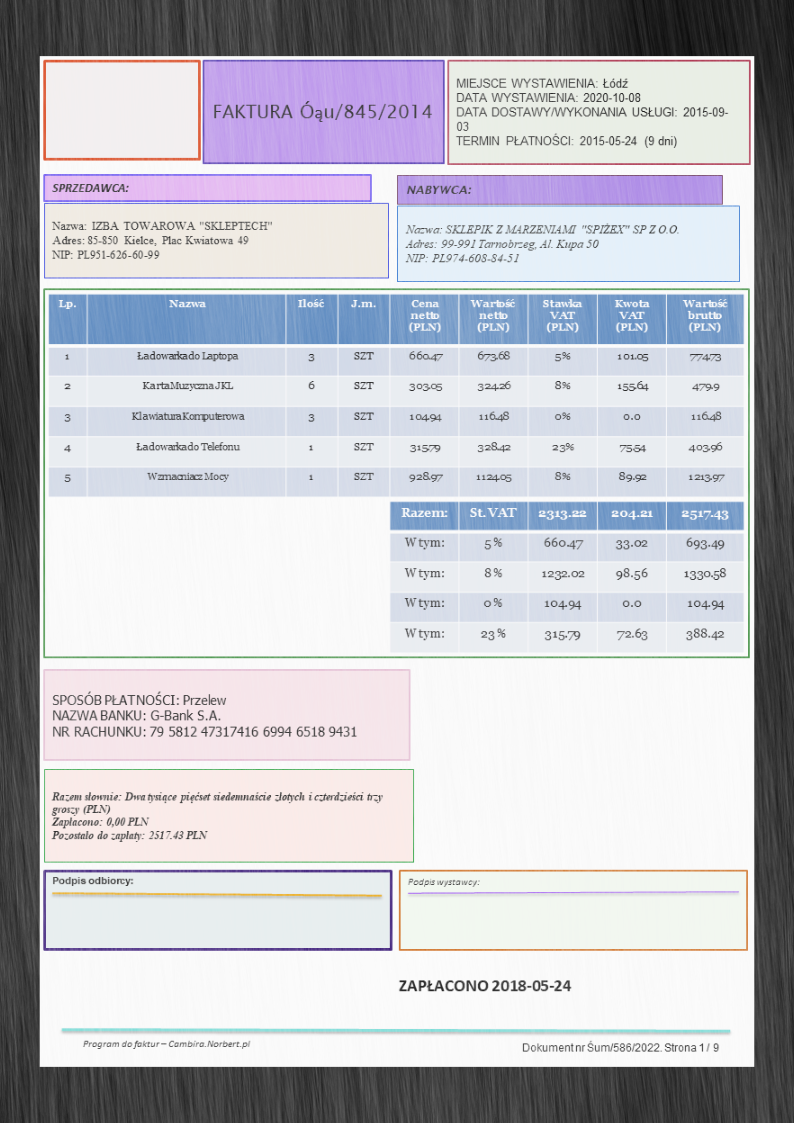 FAKTURA Óąu/845/2014
MIEJSCE WYSTAWIENIA: Łódź
DATA WYSTAWIENIA: 2020-10-08
DATA DOSTAWY/WYKONANIA USŁUGI: 2015-09-
03
TERMIN PŁATNOŚCI: 2015-05-24 (9 dni)
SPRZEDAWCA:
Nazwa: IZBA TOWAROWA "SKLEPTECH"
Adres: 85-850 Kielce, Plac Kwiatowa 49
NIP: PL951-626-60-99
NABYWCA:
Nazwa: SKLEPIK Z MARZENIAMI "SPIŻEX" SP Z O.O.
Adres: 99-991 Tarnobrzeg, Al. Kupa 50
NIP: PL974-608-84-51
Lp. Nazwa Ilość J.m. Cena netto (PLN) Wartość netto (PLN) Stawka VAT (PLN) Kwota VAT (PLN) Wartość brutto (PLN)
1 Ładowarka do Laptopa 3 SZT 660.47 673.68 5% 101.05 774.73
2 Karta Muzyczna JKL 6 SZT 303.05 324.26 8% 155.64 479.9
3 Klawiatura Komputerowa 3 SZT 104.94 116.48 0% 0.0 116.48
4 Ładowarka do Telefonu 1 SZT 315.79 328.42 23% 75.54 403.96
5 Wzmacniacz Mocy 1 SZT 928.97 1124.05 8% 89.92 1213.97
Razem: St. VAT 2313.22 204.21 2517.43
W tym: 5% 660.47 33.02 693.49
W tym: 8% 1232.02 98.56 1330.58
W tym: 0% 104.94 0.0 104.94
W tym: 23% 315.79 72.63 388.42
SPOSÓB PŁATNOŚCI: Przelew
NAZWA BANKU: G-Bank S.A.
NR RACHUNKU: 79 5812 47317416 6994 6518 9431
Razem słownie: Dwa tysiące pięćset siedemnaście złotych i czterdzieści trzy
groszy (PLN)
Zapłacono: 0,00 PLN
Pozostało do zapłaty: 2517.43 PLN
Podpis odbiorcy:
Podpis wystawcy:
ZAPŁACONO 2018-05-24
Program do faktur – Cambira.Norbert.pl
Dokument nr Śum/586/2022. Strona 1 / 9